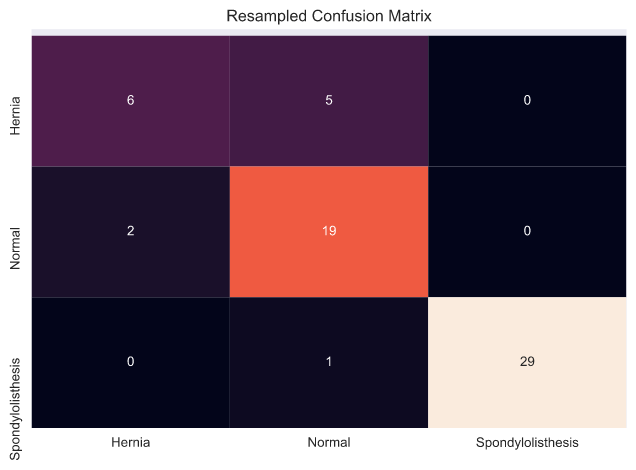 Resampled Confusion Matrix
Hernia
6 5 0
Normal
2 19 0
Spondylolisthesis
0 1 29
Hernia Normal Spondylolisthesis